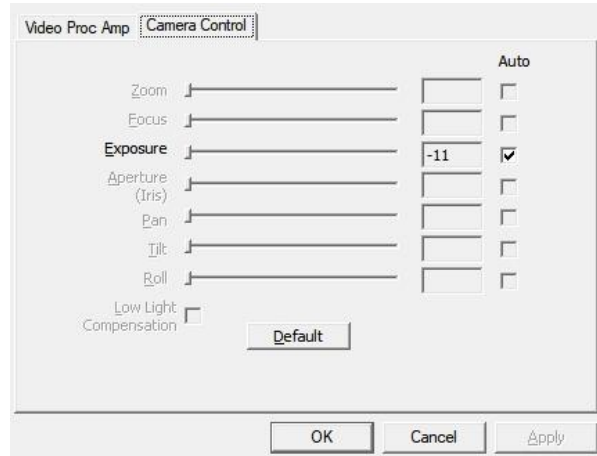 Video Proc Amp Camera Control
Auto
Zoom
Focus
Exposure -11
Aperture
(Iris)
Pan
Tilt
Roll
Low Light
Compensation
Default
OK Cancel Apply